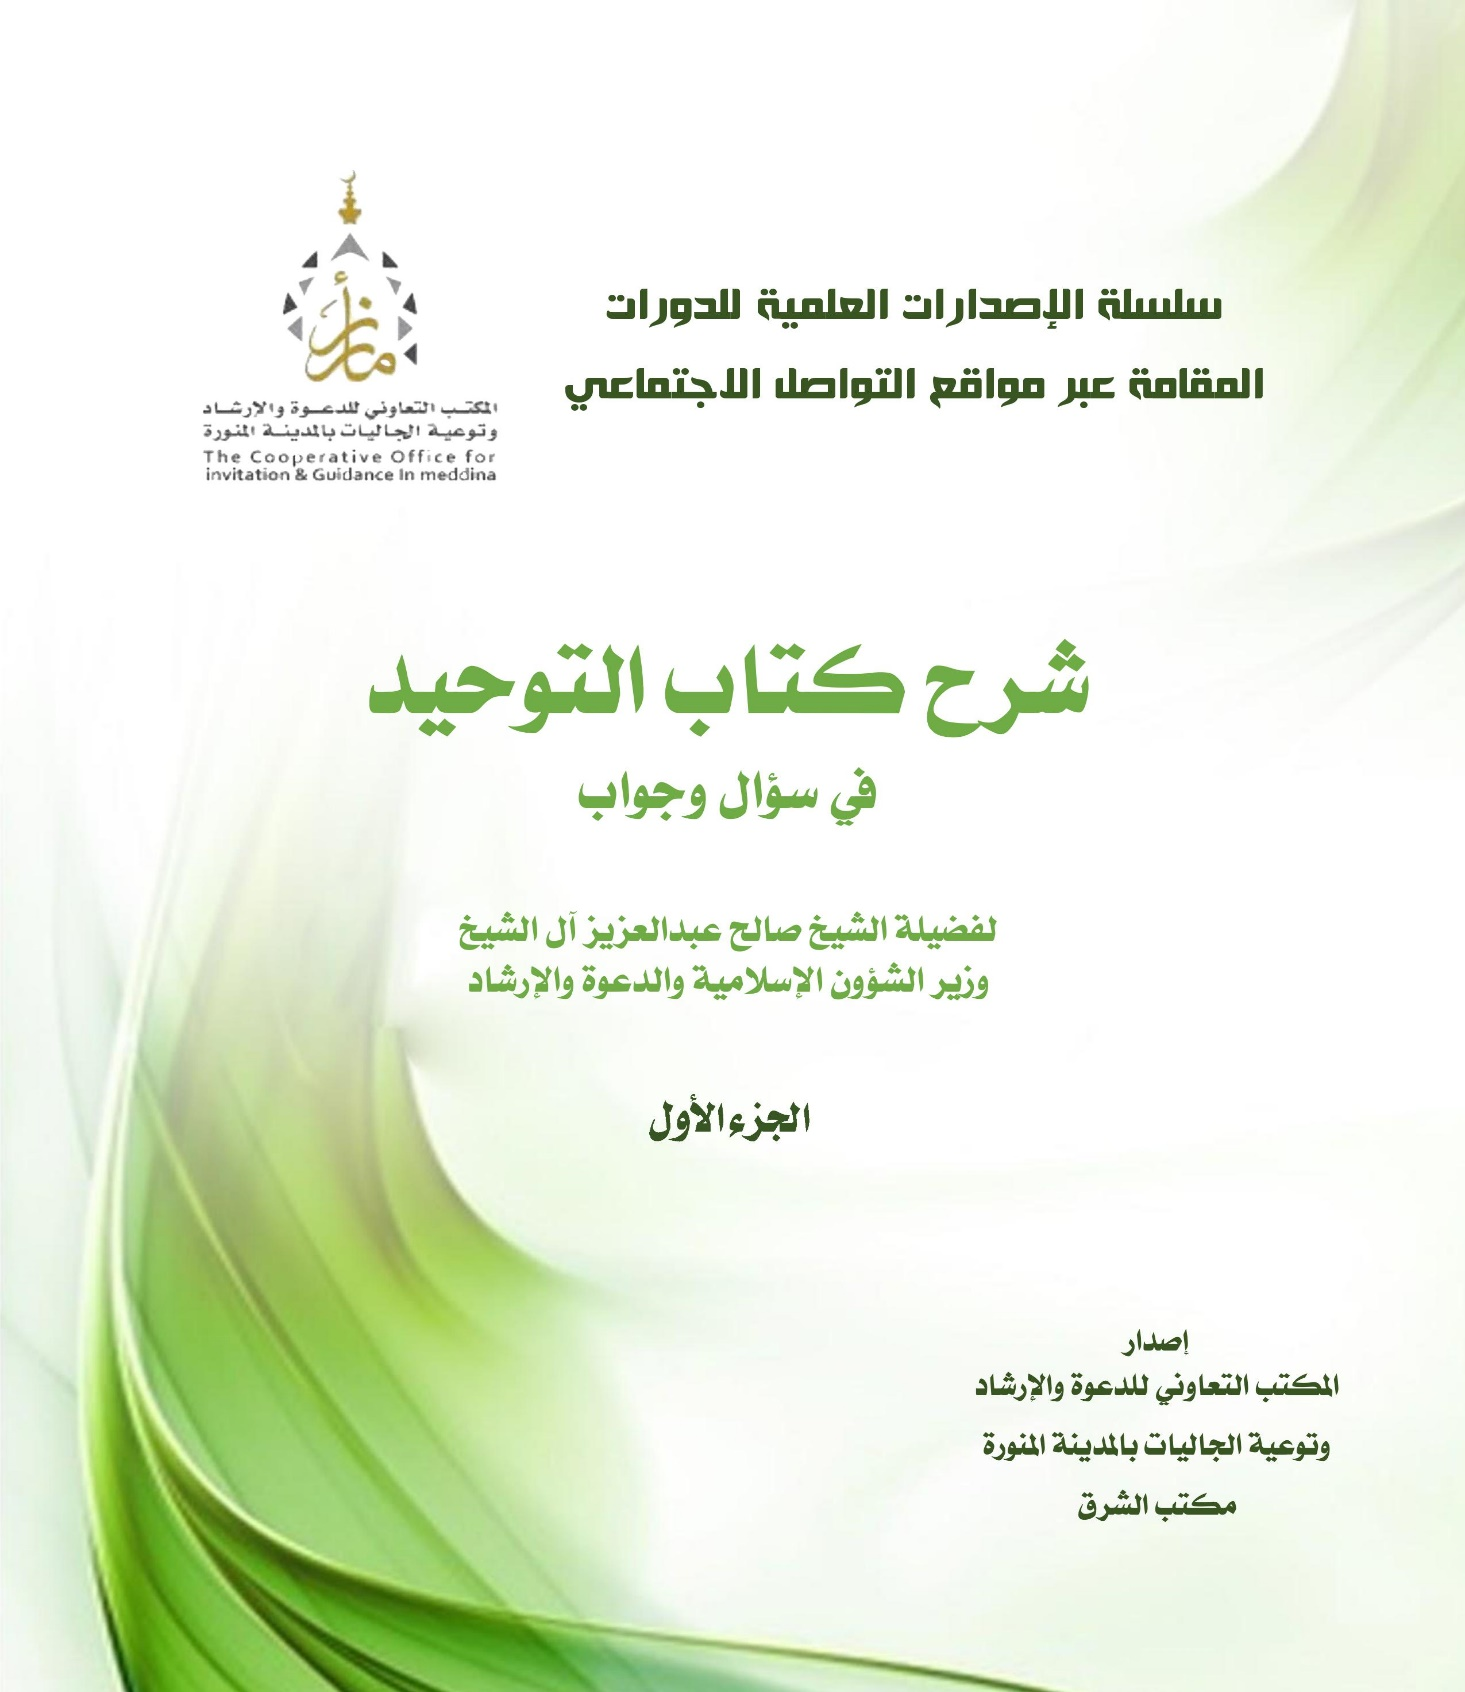 سلسلة الإصدارات العلمية للدورات
المقامة عبر مواقع التواصل الاجتماعي
المكتب التعاوني للدعوة والإرشاد
وتوعية الجاليات بالمدينة المنورة
The Cooperative Office for
invitation & Guidance In meddina
شرح كتاب التوحيد
في سؤال وجواب
لفضيلة الشيخ صالح عبدالعزيز آل الشيخ
وزير الشؤون الإسلامية والدعوة والإرشاد
الجزء الأول
إصدار
المكتب التعاوني للدعوة والإرشاد
وتوعية الجاليات بالمدينة المنورة
مكتب الشرق